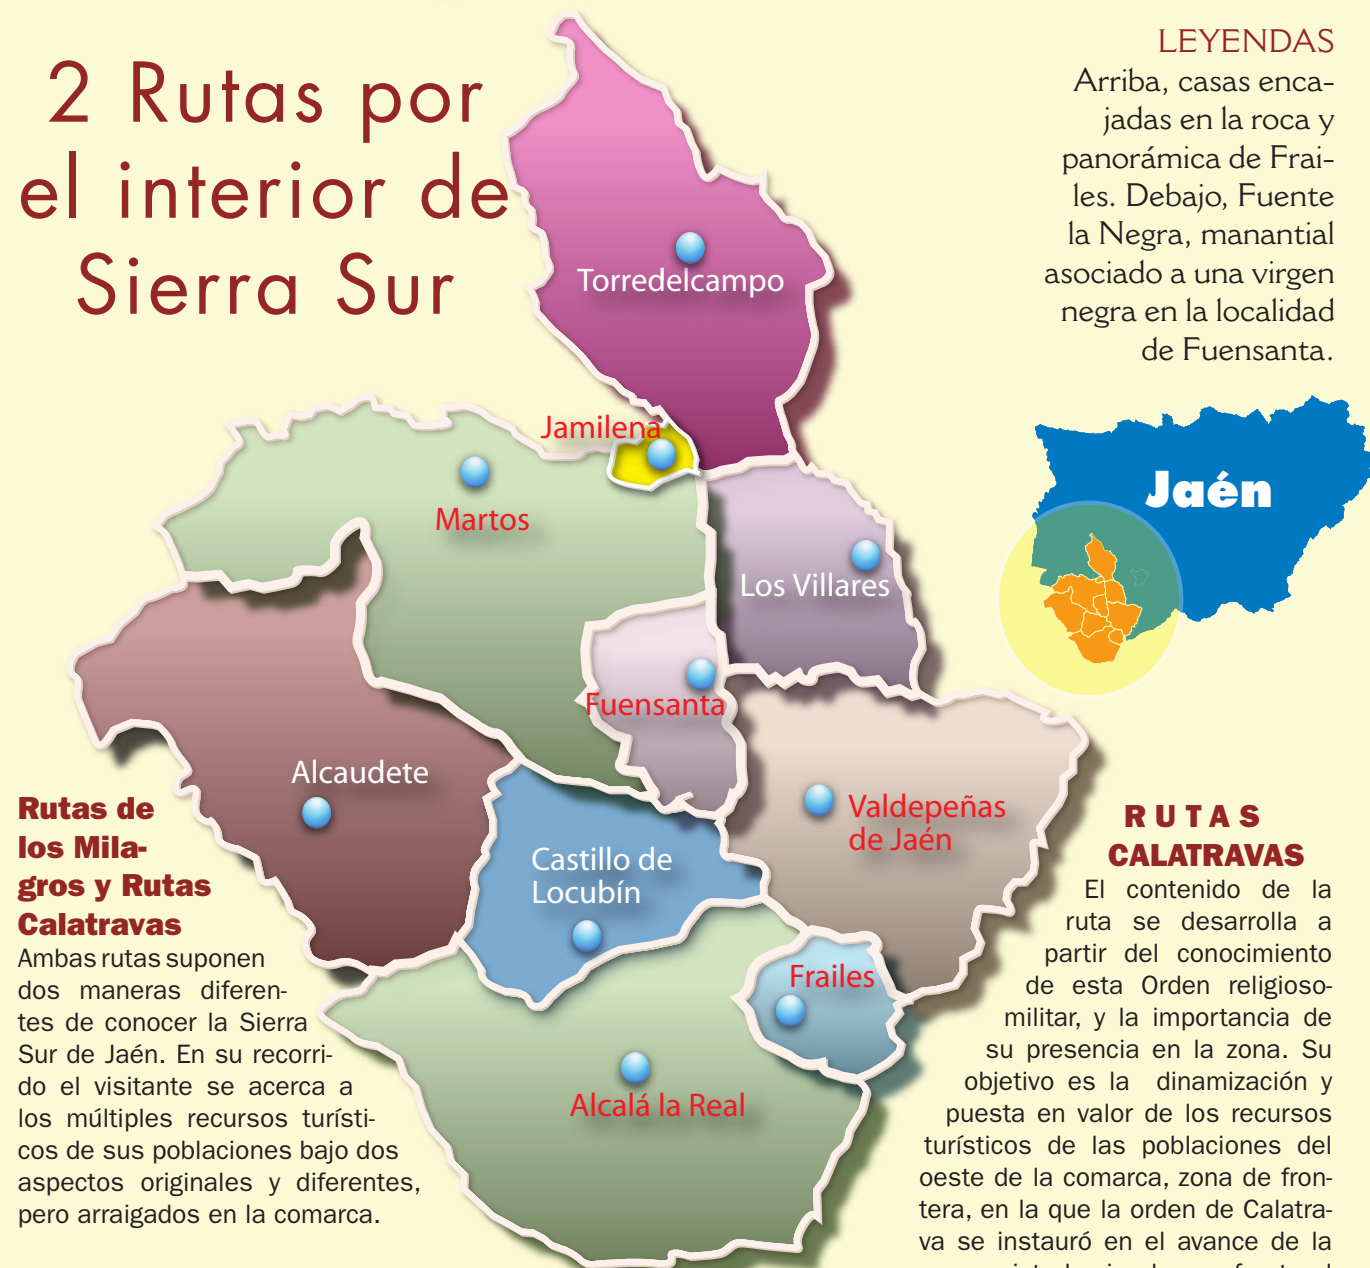 2 Rutas por
el interior de
Sierra Sur
LEYENDAS
Arriba, casas enca-
jadas en la roca y
panorámica de Frai-
les. Debajo, Fuente
la Negra, manantial
asociado a una virgen
negra en la localidad
de Fuensanta.
Torredelcampo
Jamilena
Martos
Los Villares
Fuensanta
Alcaudete
Valdepeñas
de Jaén
Castillo de
Locubín
Frailes
Alcalá la Real
Jaén
Rutas de
los Mila-
gros y Rutas
Calatravas
Ambas rutas suponen
dos maneras diferen-
tes de conocer la Sierra
Sur de Jaén. En su recorri-
do el visitante se acerca a
los múltiples recursos turísti-
cos de sus poblaciones bajo dos
aspectos originales y diferentes,
pero arraigados en la comarca.
RUTAS
CALATRAVAS
El contenido de la
ruta se desarrolla a
partir del conocimiento
de esta Orden religioso-
militar, y la importancia de
su presencia en la zona. Su
objetivo es la dinamización y
puesta en valor de los recursos
turísticos de las poblaciones del
oeste de la comarca, zona de fron-
tera, en la que la orden de Calatra-
va se instauró en el avance de la